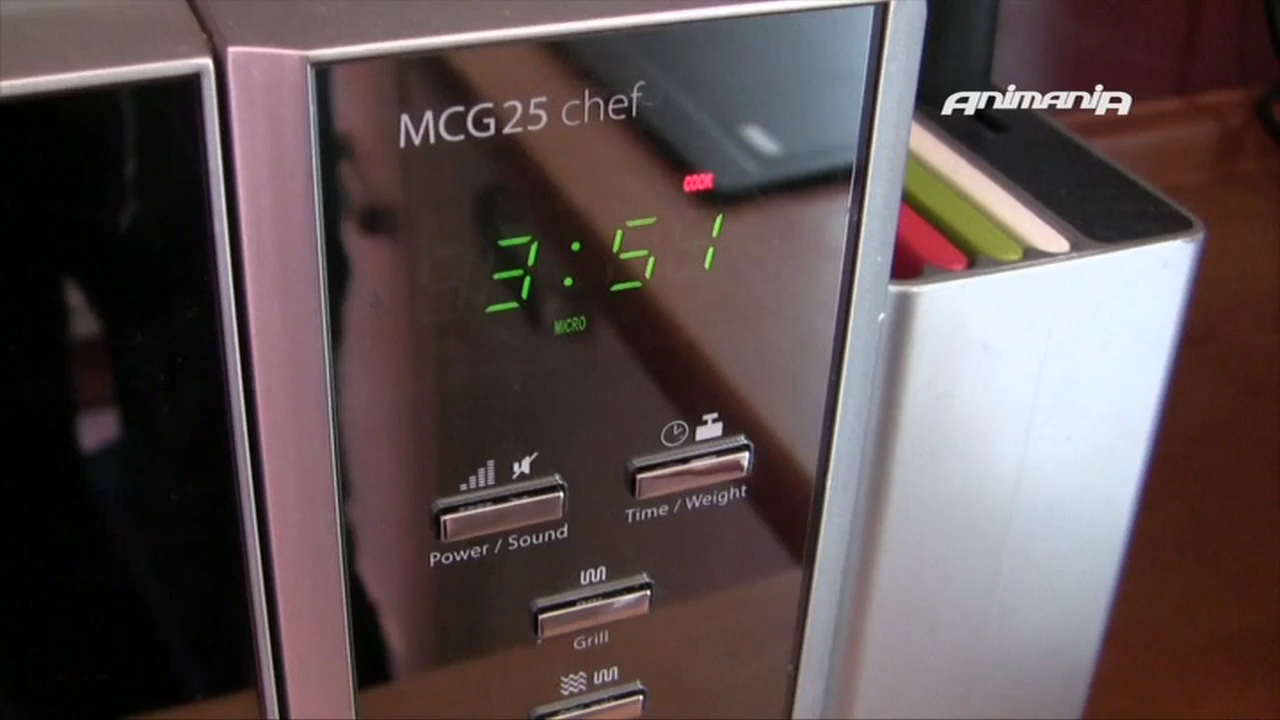 MCG25 chef
ANIMANIA
COOK
3:51
MICRO
Time / Weight
Power / Sound
Grill